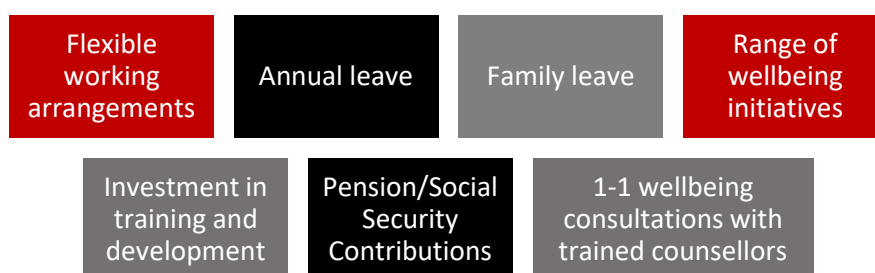 Flexible
working
arrangements
Annual leave
Family leave
Range of
wellbeing
initiatives
Investment in
training and
development
Pension/Social
Security
Contributions
1-1 wellbeing
consultations with
trained counsellors